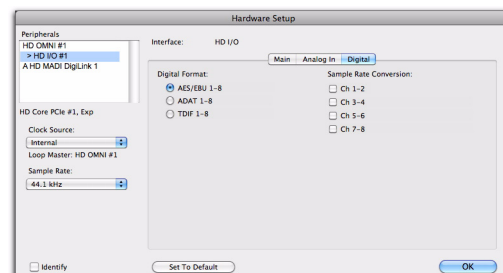 Hardware Setup
Peripherals
HD OMNI #1
> HD I/O #1
A HD MADI DigiLink 1
HD Core PCIe #1, Exp
Clock Source:
Internal
Loop Master: HD OMNI #1
Sample Rate:
44.1 kHz
Identify
Interface: HD I/O
Main Analog In Digital
Digital Format:
AES/EBU 1-8
ADAT 1-8
TDIF 1-8
Sample Rate Conversion:
Ch 1-2
Ch 3-4
Ch 5-6
Ch 7-8
Set To Default
OK